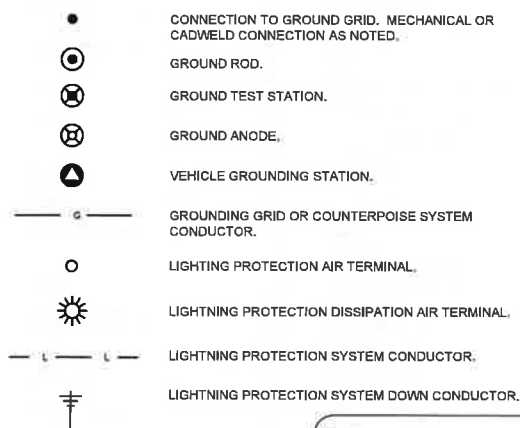 CONNECTION TO GROUND GRID. MECHANICAL OR
CADWELD CONNECTION AS NOTED.
GROUND ROD.
GROUND TEST STATION.
GROUND ANODE.
VEHICLE GROUNDING STATION.
G GROUNDING GRID OR COUNTERPOISE SYSTEM
CONDUCTOR.
LIGHTING PROTECTION AIR TERMINAL.
LIGHTNING PROTECTION DISSIPATION AIR TERMINAL.
L L LIGHTNING PROTECTION SYSTEM CONDUCTOR.
LIGHTNING PROTECTION SYSTEM DOWN CONDUCTOR.